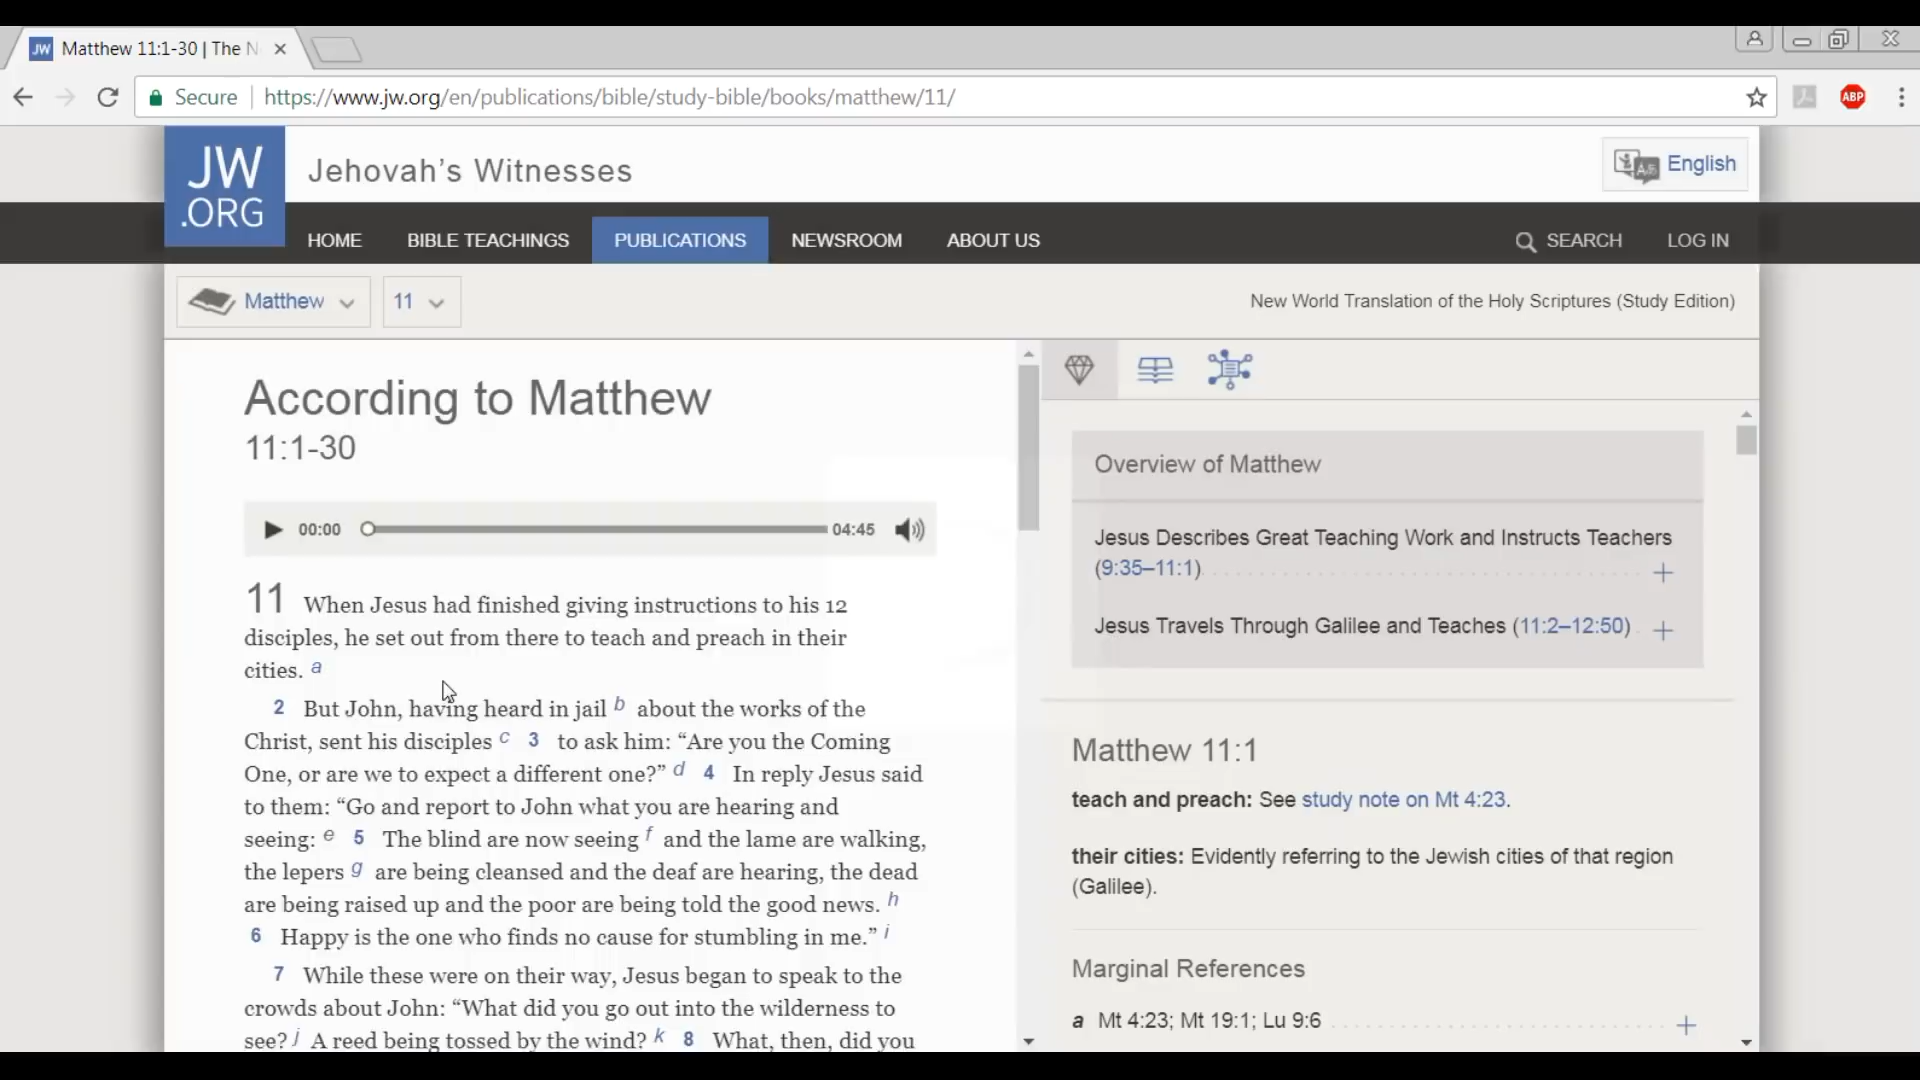 JW Matthew 11:1-30 | The N
Secure https://www.jw.org/en/publications/bible/study-bible/books/matthew/11/
ABP
JW
.ORG
Jehovah's Witnesses
English
HOME BIBLE TEACHINGS PUBLICATIONS NEWSROOM ABOUT US SEARCH LOG IN
Matthew 11
New World Translation of the Holy Scriptures (Study Edition)
According to Matthew
11:1-30
00:00 04:45
11 When Jesus had finished giving instructions to his 12
disciples, he set out from there to teach and preach in their
cities. a
2 But John, having heard in jail b about the works of the
Christ, sent his disciples c 3 to ask him: “Are you the Coming
One, or are we to expect a different one?” d 4 In reply Jesus said
to them: “Go and report to John what you are hearing and
seeing: e 5 The blind are now seeing f and the lame are walking,
the lepers g are being cleansed and the deaf are hearing, the dead
are being raised up and the poor are being told the good news. h
6 Happy is the one who finds no cause for stumbling in me.” i
7 While these were on their way, Jesus began to speak to the
crowds about John: “What did you go out into the wilderness to
see? j A reed being tossed by the wind? k 8 What, then, did you
Overview of Matthew
Jesus Describes Great Teaching Work and Instructs Teachers
(9:35–11:1)
Jesus Travels Through Galilee and Teaches (11:2–12:50)
Matthew 11:1
teach and preach: See study note on Mt 4:23.
their cities: Evidently referring to the Jewish cities of that region
(Galilee).
Marginal References
a Mt 4:23; Mt 19:1; Lu 9:6